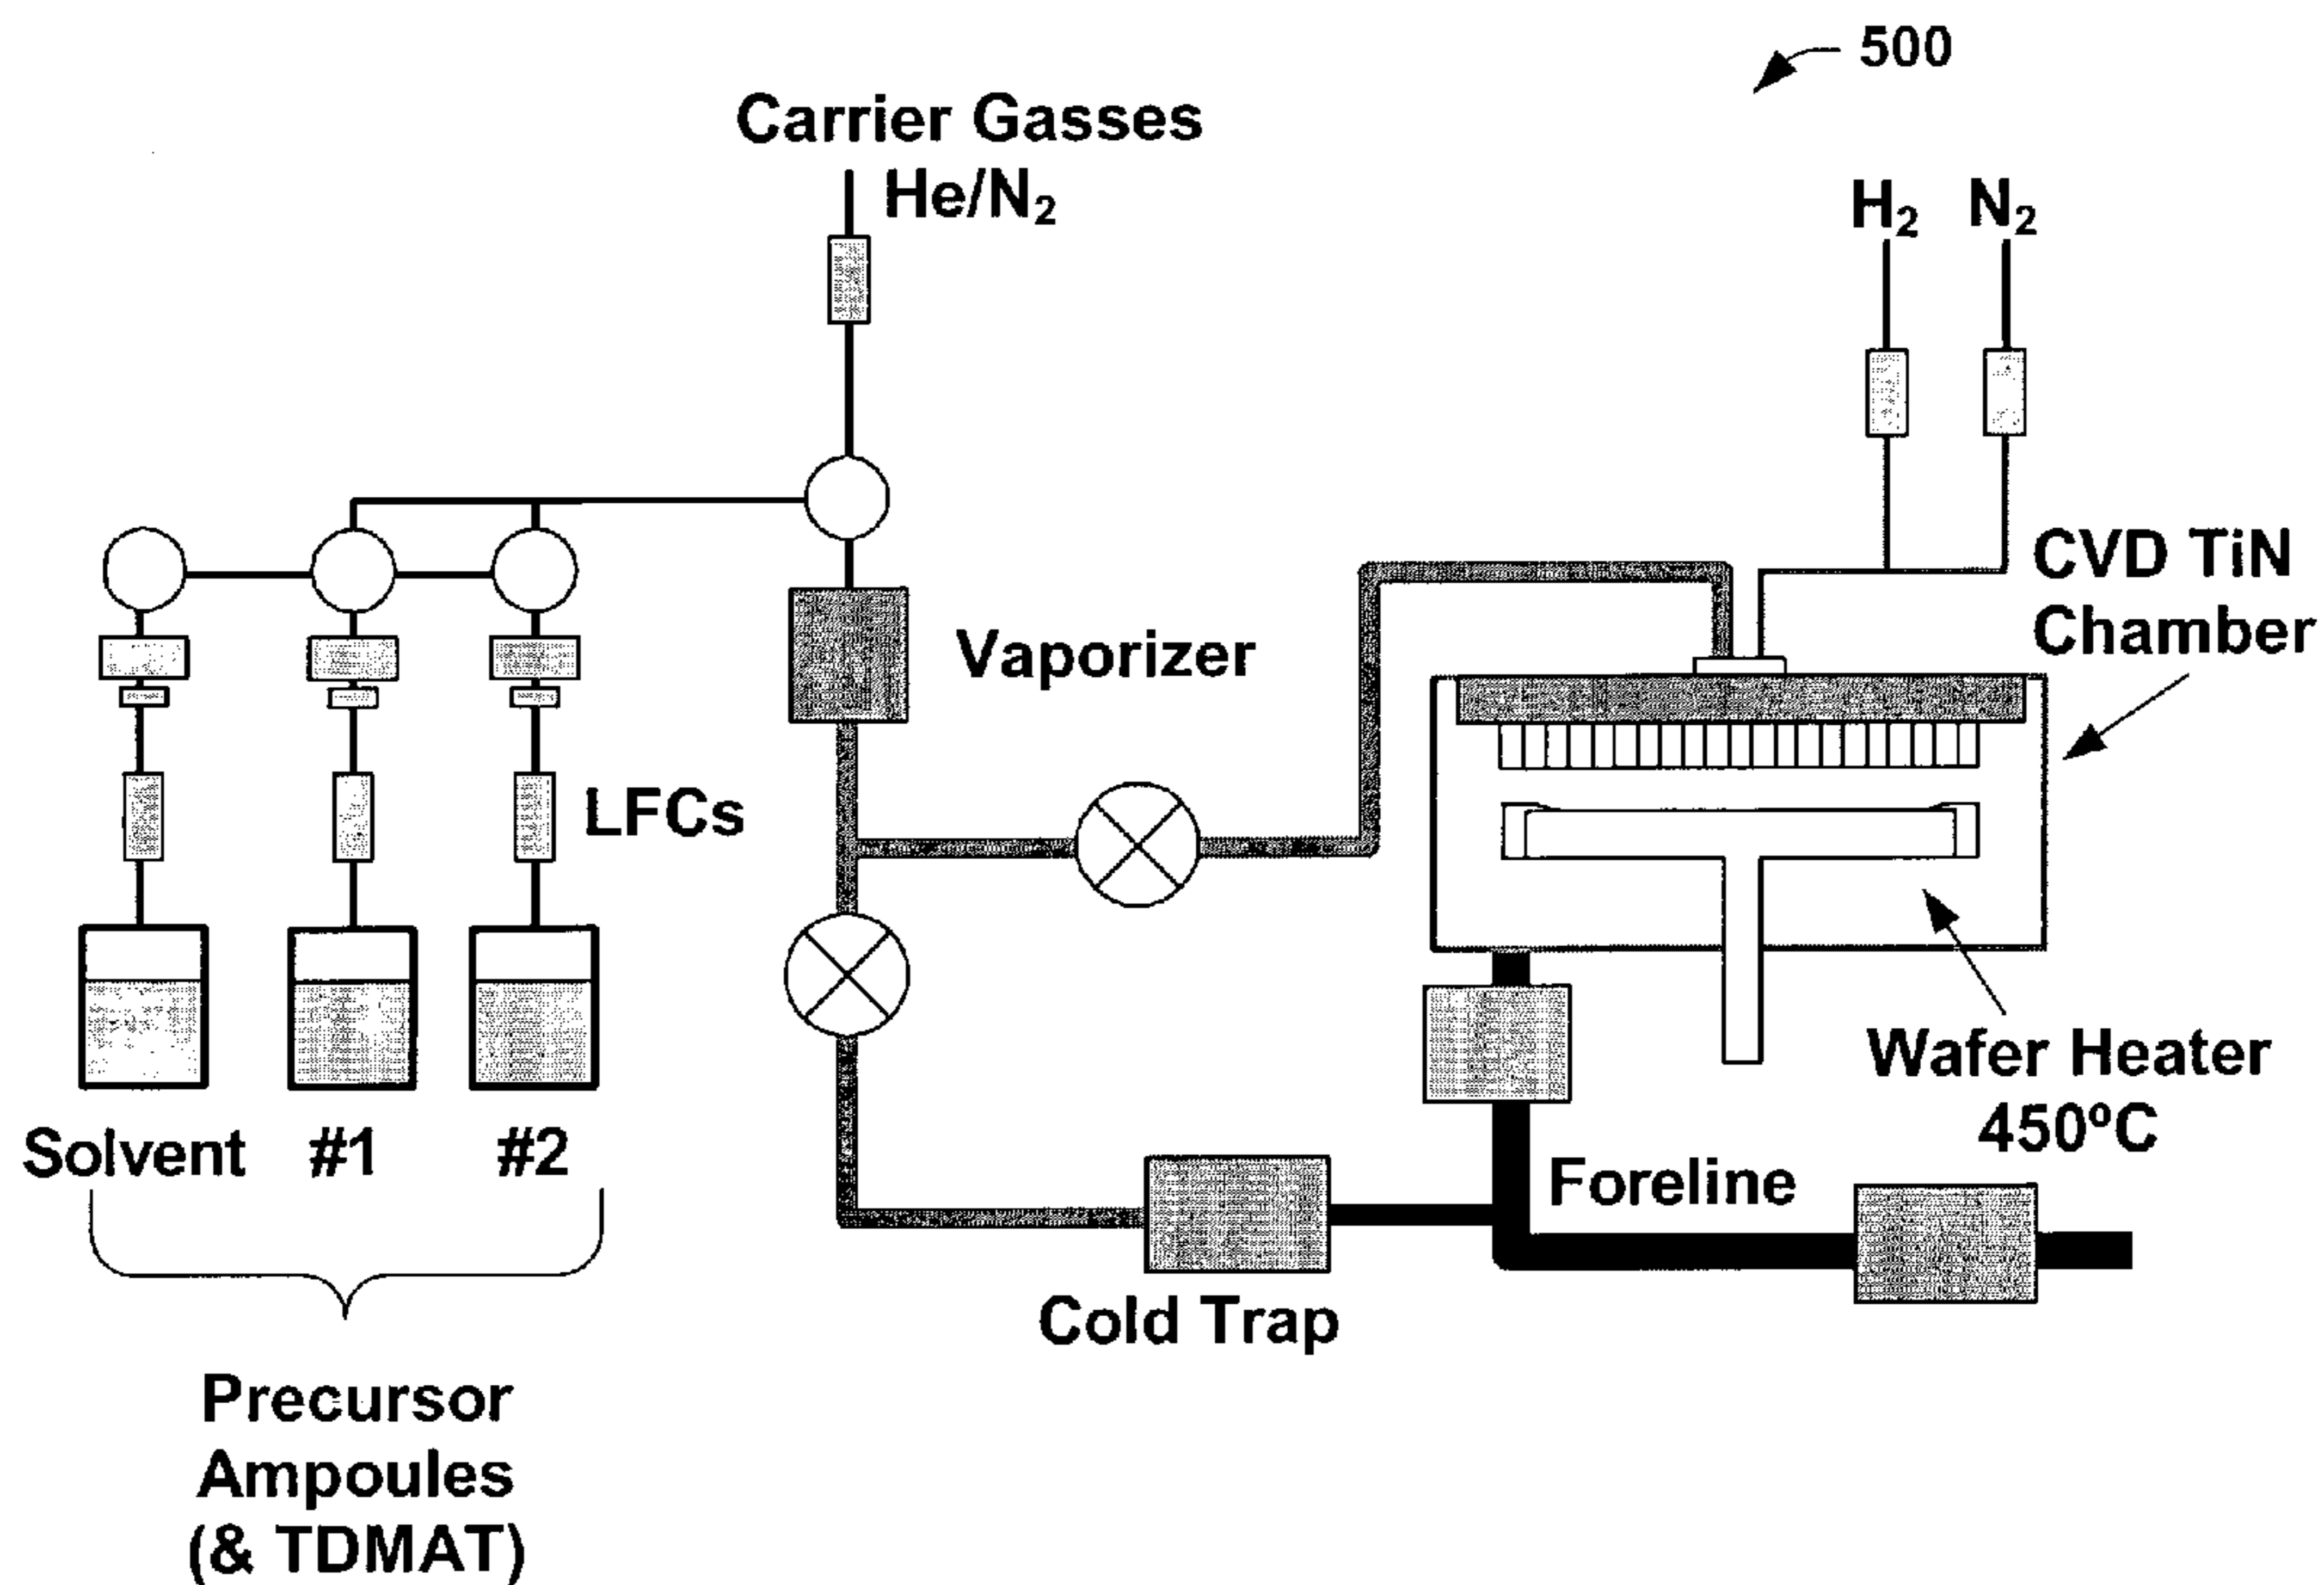 500
Carrier Gasses
He/N₂
H₂ N₂
CVD TiN
Chamber
Vaporizer
LFCs
Wafer Heater
450ºC
Solvent #1 #2
Foreline
Cold Trap
Precursor
Ampoules
(& TDMAT)